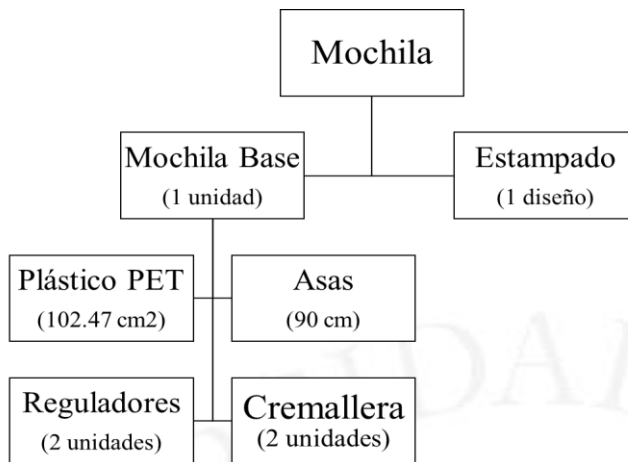 Mochila
Mochila Base
(1 unidad)
Estampado
(1 diseño)
Plástico PET
(102.47 cm2)
Asas
(90 cm)
Reguladores
(2 unidades)
Cremallera
(2 unidades)